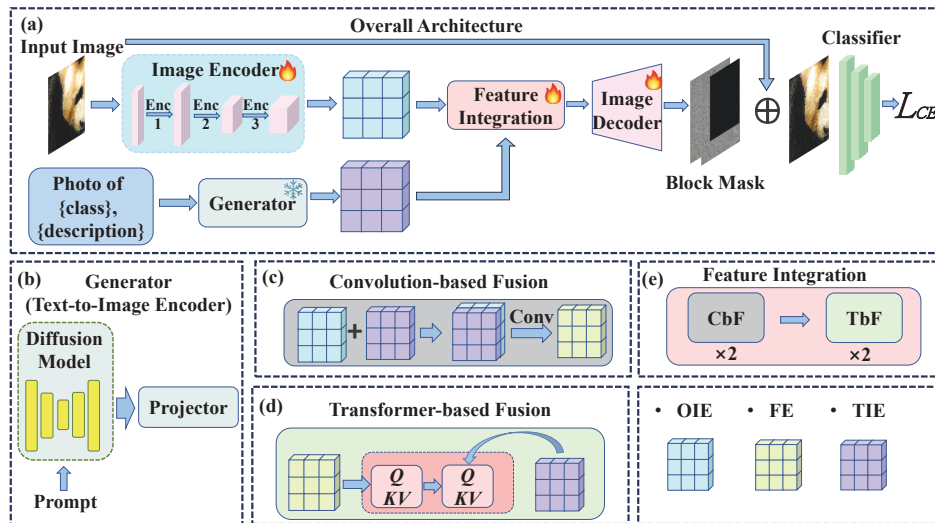 (a)
Overall Architecture
Input Image
Image Encoder
Enc
1
Enc
2
Enc
3
Feature
Integration
Image
Decoder
Block Mask
Classifier
L_{CE}
Photo of
{class},
{description}
Generator
(b)
Generator
(Text-to-Image Encoder)
Diffusion
Model
Projector
Prompt
(c)
Convolution-based Fusion
+
Conv
(d)
Transformer-based Fusion
Q
KV
Q
KV
(e)
Feature Integration
CbF
TbF
×2
×2
• OIE
• FE
• TIE